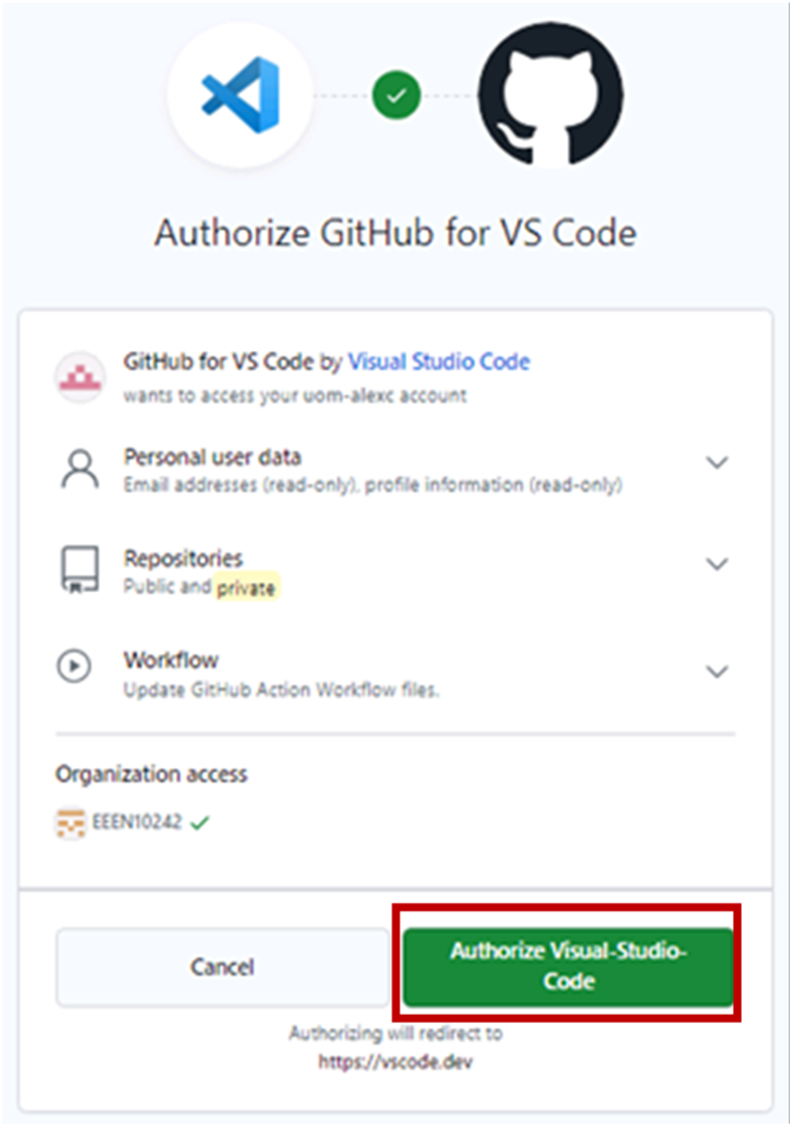 Authorize GitHub for VS Code
GitHub for VS Code by Visual Studio Code
wants to access your uom-alexc account
Personal user data
Email addresses (read-only), profile information (read-only)
Repositories
Public and private
Workflow
Update GitHub Action Workflow files.
Organization access
EEEN10242
Cancel
Authorize Visual-Studio-
Code
Authorizing will redirect to
https://vscode.dev